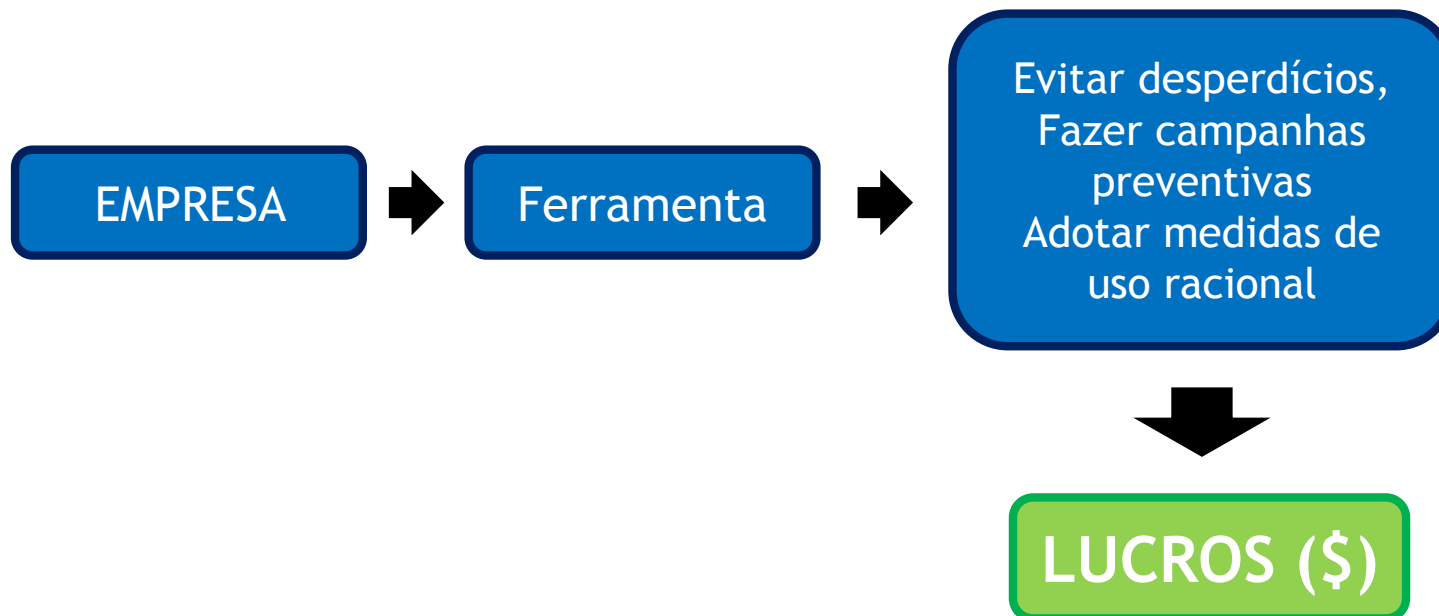 EMPRESA
Ferramenta
Evitar desperdícios,
Fazer campanhas
preventivas
Adotar medidas de
uso racional
LUCROS ($)